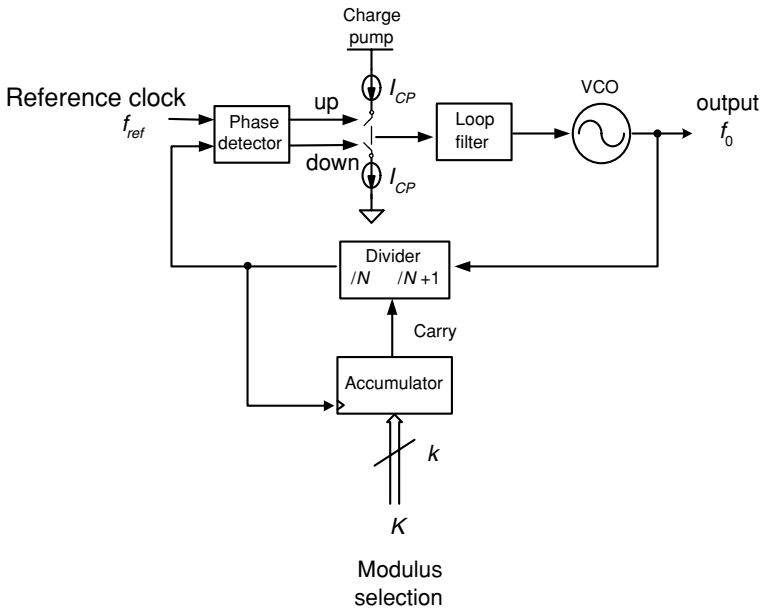 Charge
pump
I_CP
VCO
Reference clock
f_ref
Phase
detector
up
down
I_CP
Loop
filter
output
f_0
Divider
/N /N+1
Carry
Accumulator
k
K
Modulus
selection